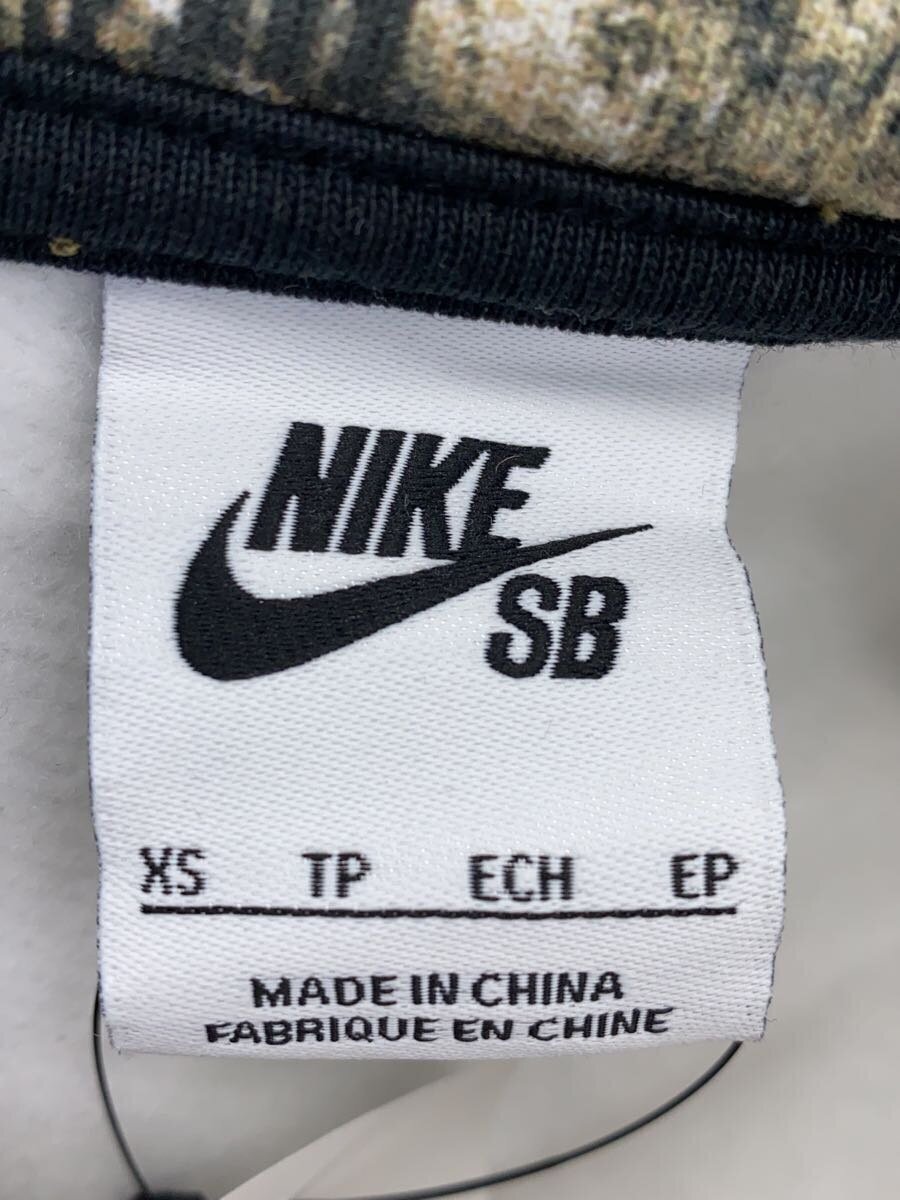 NIKE
SB
XS TP ECH EP
MADE IN CHINA
FABRIQUE EN CHINE